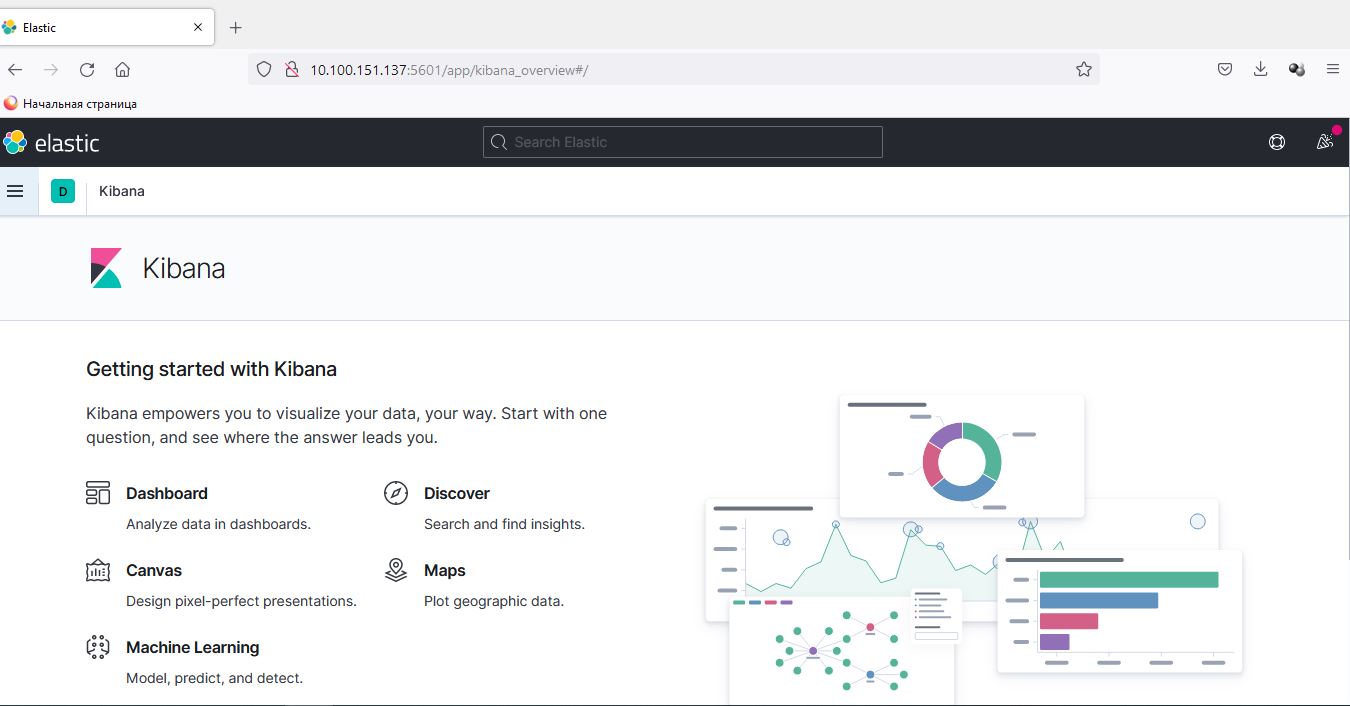 Elastic
10.100.151.137:5601/app/kibana_overview#/
Начальная страница
elastic
Search Elastic
D
Kibana
Kibana
Getting started with Kibana
Kibana empowers you to visualize your data, your way. Start with one
question, and see where the answer leads you.
Dashboard
Analyze data in dashboards.
Discover
Search and find insights.
Canvas
Design pixel-perfect presentations.
Maps
Plot geographic data.
Machine Learning
Model, predict, and detect.